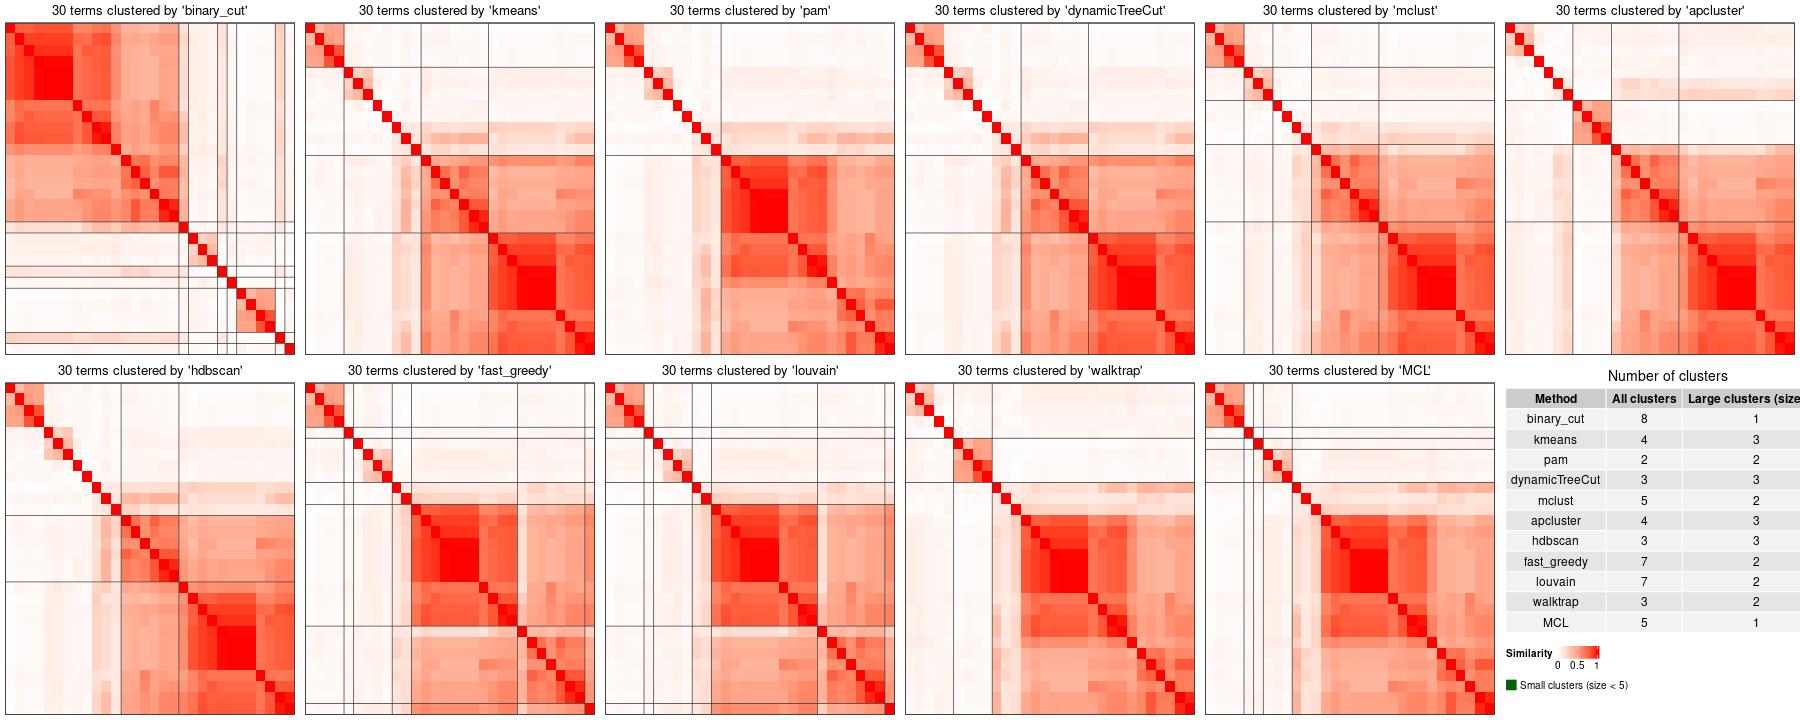 30 terms clustered by 'binary_cut'
30 terms clustered by 'kmeans'
30 terms clustered by 'pam'
30 terms clustered by 'dynamicTreeCut'
30 terms clustered by 'mclust'
30 terms clustered by 'apcluster'
30 terms clustered by 'hdbscan'
30 terms clustered by 'fast_greedy'
30 terms clustered by 'louvain'
30 terms clustered by 'walktrap'
30 terms clustered by 'MCL'
Number of clusters
Method All clusters Large clusters (size
binary_cut 8 1
kmeans 4 3
pam 2 2
dynamicTreeCut 3 3
mclust 5 2
apcluster 4 3
hdbscan 3 3
fast_greedy 7 2
louvain 7 2
walktrap 3 2
MCL 5 1
Similarity
0 0.5 1
Small clusters (size < 5)